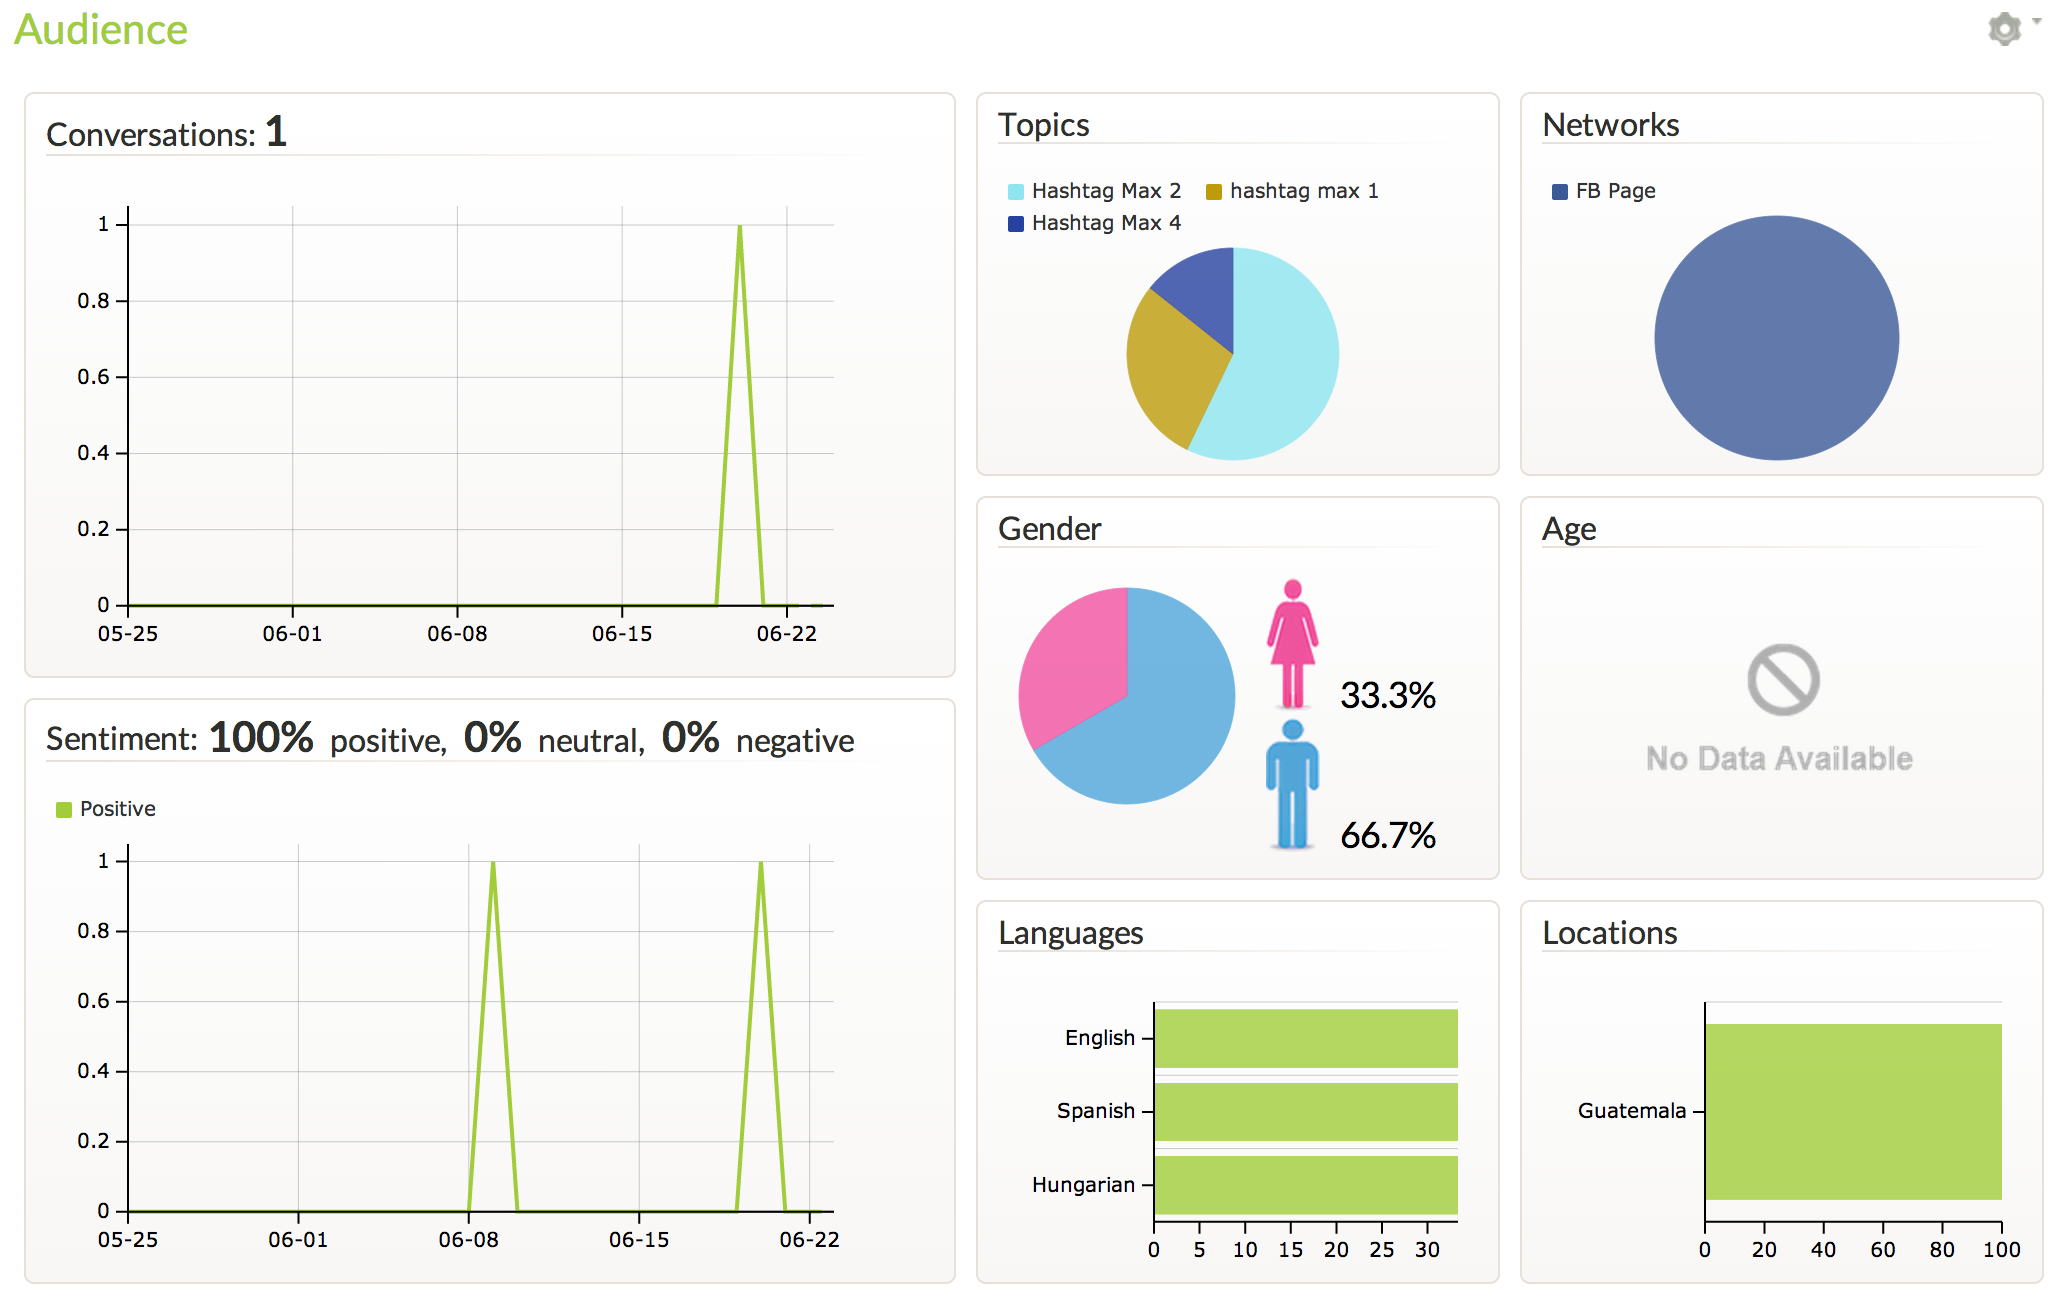 Audience
Conversations: 1
1
0.8
0.6
0.4
0.2
0
05-25 06-01 06-08 06-15 06-22
Sentiment: 100% positive, 0% neutral, 0% negative
Positive
1
0.8
0.6
0.4
0.2
0
05-25 06-01 06-08 06-15 06-22
Topics
Hashtag Max 2 hashtag max 1
Hashtag Max 4
Networks
FB Page
Gender
33.3%
66.7%
Age
No Data Available
Languages
English
Spanish
Hungarian
0 5 10 15 20 25 30
Locations
Guatemala
0 20 40 60 80 100